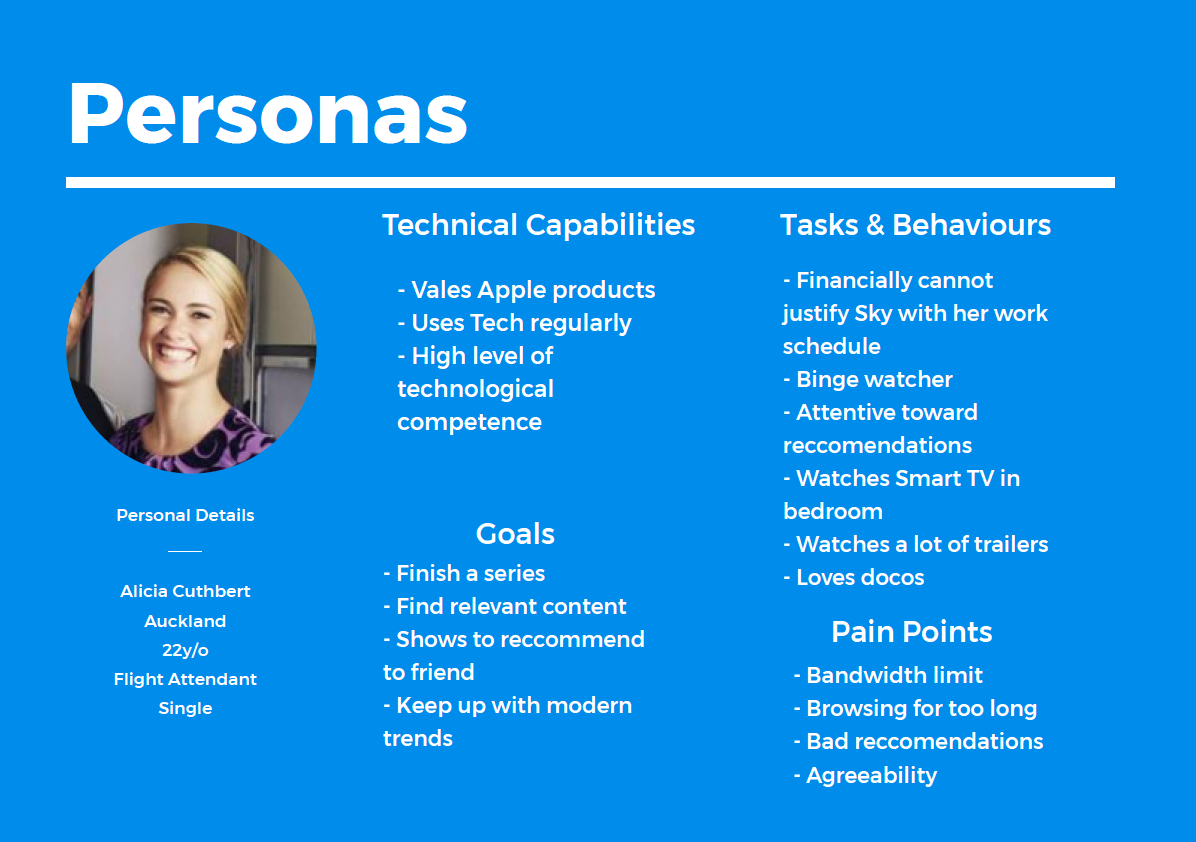 Personas
Personal Details
Alicia Cuthbert
Auckland
22y/o
Flight Attendant
Single
Technical Capabilities
- Vales Apple products
- Uses Tech regularly
- High level of
technological
competence
Goals
- Finish a series
- Find relevant content
- Shows to reccommend
to friend
- Keep up with modern
trends
Tasks & Behaviours
- Financially cannot
justify Sky with her work
schedule
- Binge watcher
- Attentive toward
reccomendations
- Watches Smart TV in
bedroom
- Watches a lot of trailers
- Loves docos
Pain Points
- Bandwidth limit
- Browsing for too long
- Bad reccomendations
- Agreeability